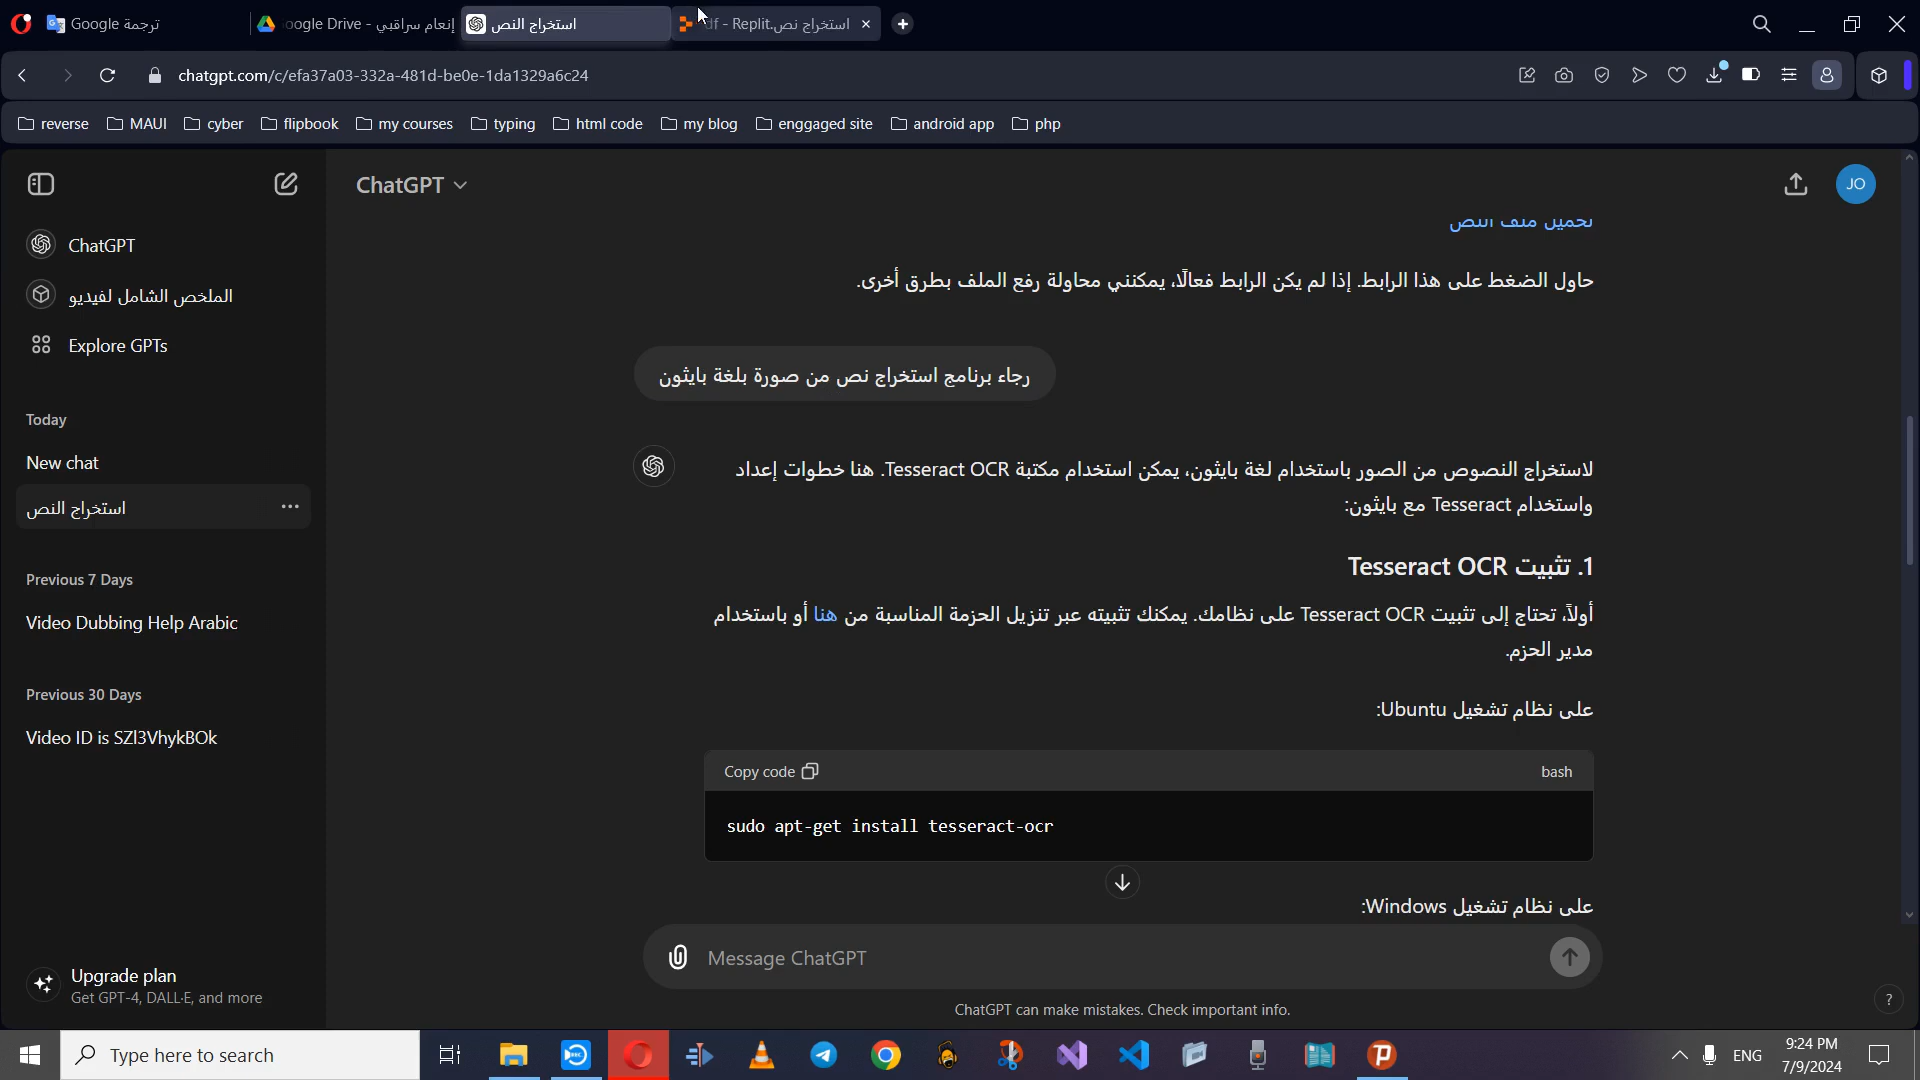 Google ترجمة
إنعام سراقبي - Google Drive
استخراج النص
استخراج نص.pdf - Replit
chatgpt.com/c/efa37a03-332a-481d-be0e-1da1329a6c24
reverse
MAUI
cyber
flipbook
my courses
typing
html code
my blog
enggaged site
android app
php
ChatGPT
JO
ChatGPT
الملخص الشامل لفيديو
Explore GPTs
Today
New chat
استخراج النص
Previous 7 Days
Video Dubbing Help Arabic
Previous 30 Days
Video ID is SZl3VhykBOk
Upgrade plan
Get GPT-4, DALL·E, and more
تحميل ملف النص
حاول الضغط على هذا الرابط. إذا لم يكن الرابط فعالًا، يمكنني محاولة رفع الملف بطرق أخرى.
رجاء برنامج استخراج نص من صورة بلغة بايثون
لاستخراج النصوص من الصور باستخدام لغة بايثون، يمكن استخدام مكتبة Tesseract OCR. هنا خطوات إعداد
واستخدام Tesseract مع بايثون:
1. تثبيت Tesseract OCR
أولاً، تحتاج إلى تثبيت Tesseract OCR على نظامك. يمكنك تثبيته عبر تنزيل الحزمة المناسبة من هنا أو باستخدام
مدير الحزم.
على نظام تشغيل Ubuntu:
Copy code
bash
sudo apt-get install tesseract-ocr
على نظام تشغيل Windows:
Message ChatGPT
ChatGPT can make mistakes. Check important info.
?
Type here to search
ENG
9:24 PM
7/9/2024